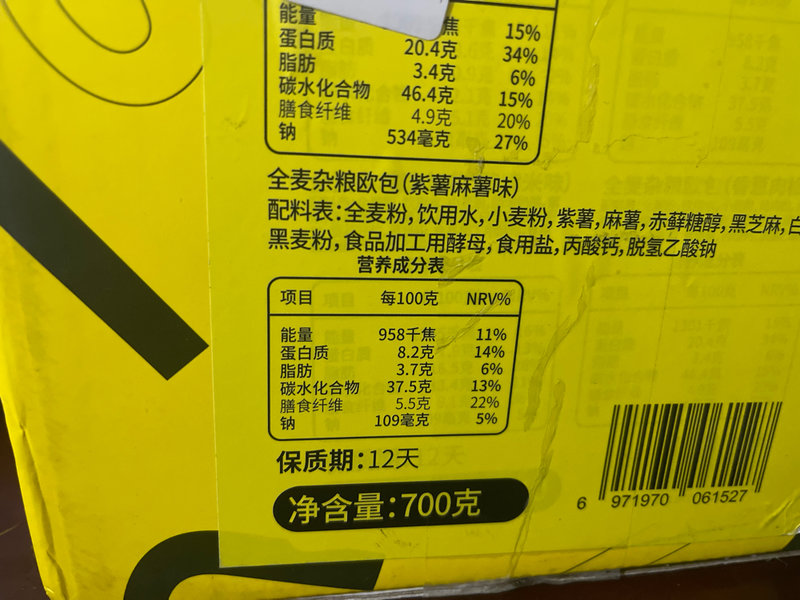 能量 焦 15%
蛋白质 20.4克 34%
脂肪 3.4克 6%
碳水化合物 46.4克 15%
膳食纤维 4.9克 20%
钠 534毫克 27%
全麦杂粮欧包(紫薯麻薯味)
配料表:全麦粉,饮用水,小麦粉,紫薯,麻薯,赤藓糖醇,黑芝麻,白
黑麦粉,食品加工用酵母,食用盐,丙酸钙,脱氢乙酸钠
营养成分表
项目 每100克 NRV%
能量 958千焦 11%
蛋白质 8.2克 14%
脂肪 3.7克 6%
碳水化合物 37.5克 13%
膳食纤维 5.5克 22%
钠 109毫克 5%
保质期:12天
净含量:700克
6 971970 061527